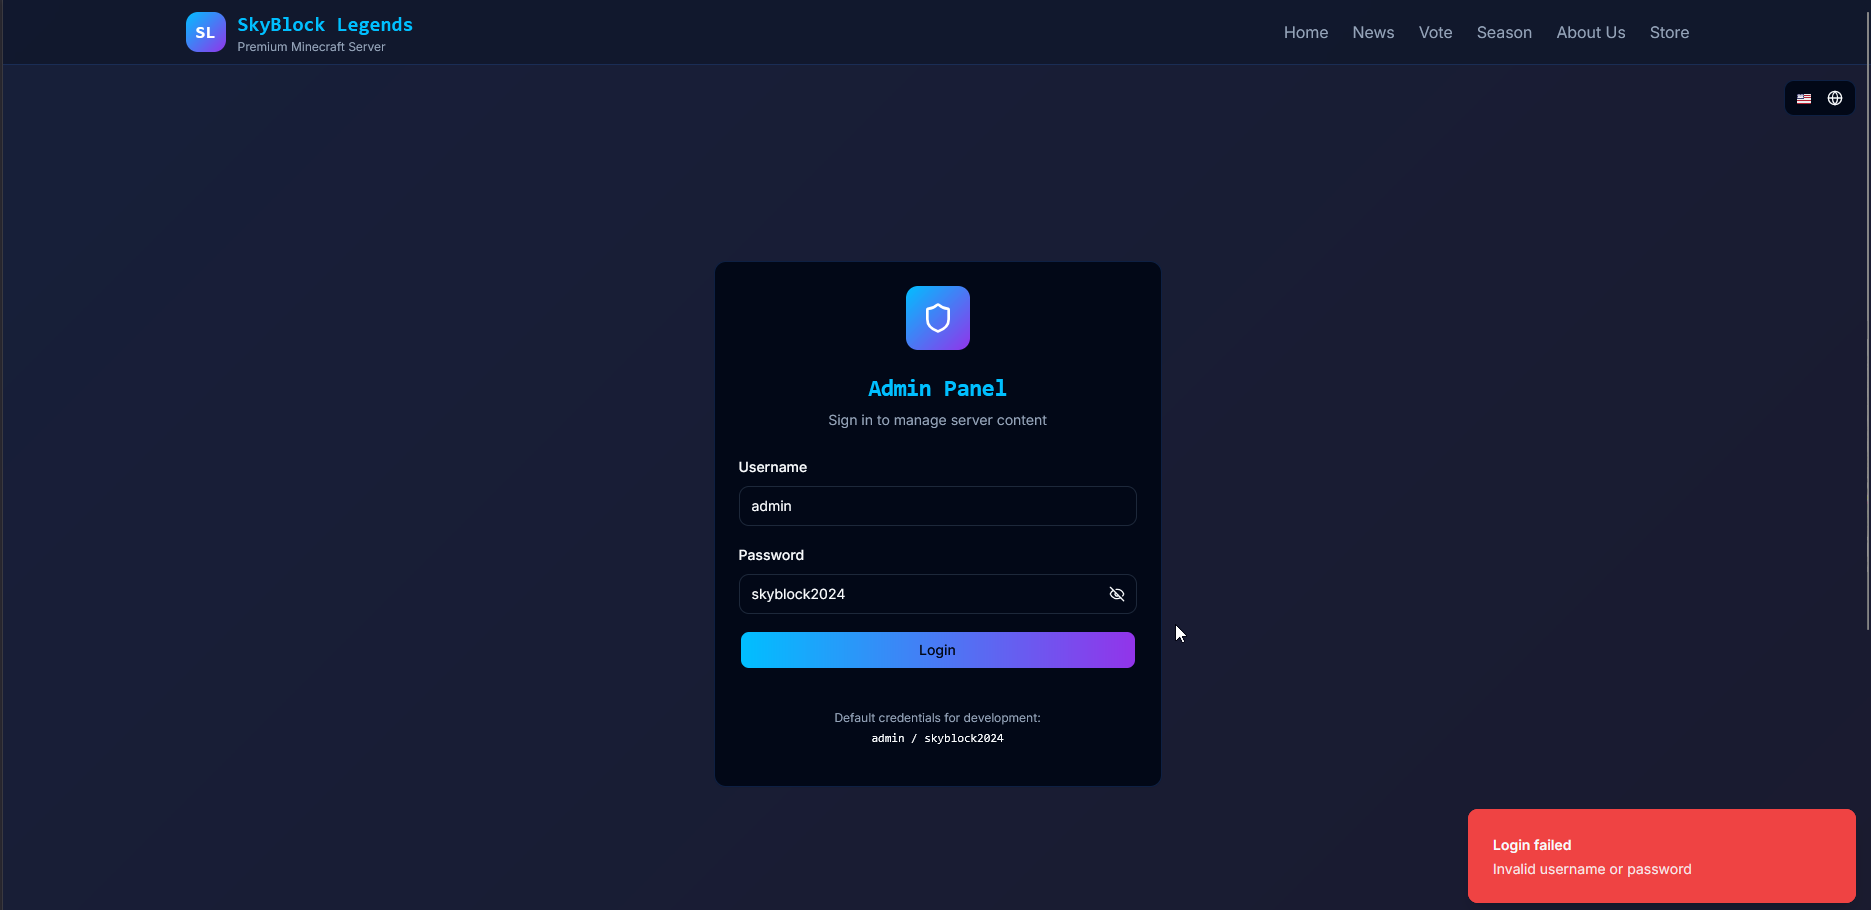 SL
SkyBlock Legends
Premium Minecraft Server
Home
News
Vote
Season
About Us
Store
Admin Panel
Sign in to manage server content
Username
admin
Password
skyblock2024
Login
Default credentials for development:
admin / skyblock2024
Login failed
Invalid username or password